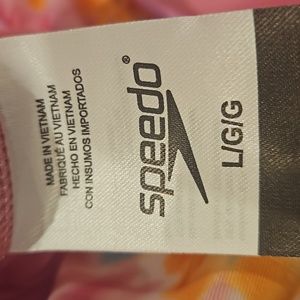 MADE IN VIETNAM
FABRIQUÉ AU VIETNAM
HECHO EN VIETNAM
CON INSUMOS IMPORTADOS
speedo®
L/G/G